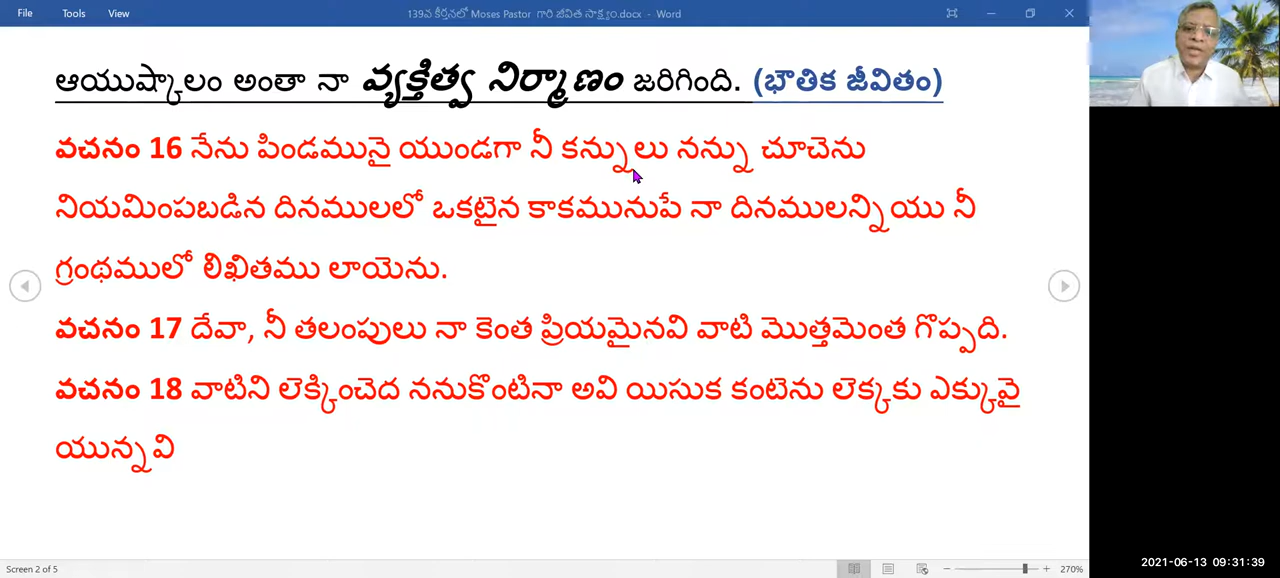 File Tools View 139వ కీర్తనలో Moses Pastor గారి జీవిత సాక్ష్యం.docx - Word
ఆయుష్కాలం అంతా నా వ్యక్తిత్వ నిర్మాణం జరిగింది. (భౌతిక జీవితం)
వచనం 16 నేను పిండమునై యుండగా నీ కన్నులు నన్ను చూచెను
నియమింపబడిన దినములలో ఒకటైన కాకమునుపే నా దినములన్నియు నీ
గ్రంథములో లిఖితము లాయెను.
వచనం 17 దేవా, నీ తలంపులు నా కెంత ప్రియమైనవి వాటి మొత్తమెంత గొప్పది.
వచనం 18 వాటిని లెక్కించెద ననుకొంటినా అవి యిసుక కంటెను లెక్కకు ఎక్కువై
యున్నవి
2021-06-13 09:31:39
Screen 2 of 5 270%